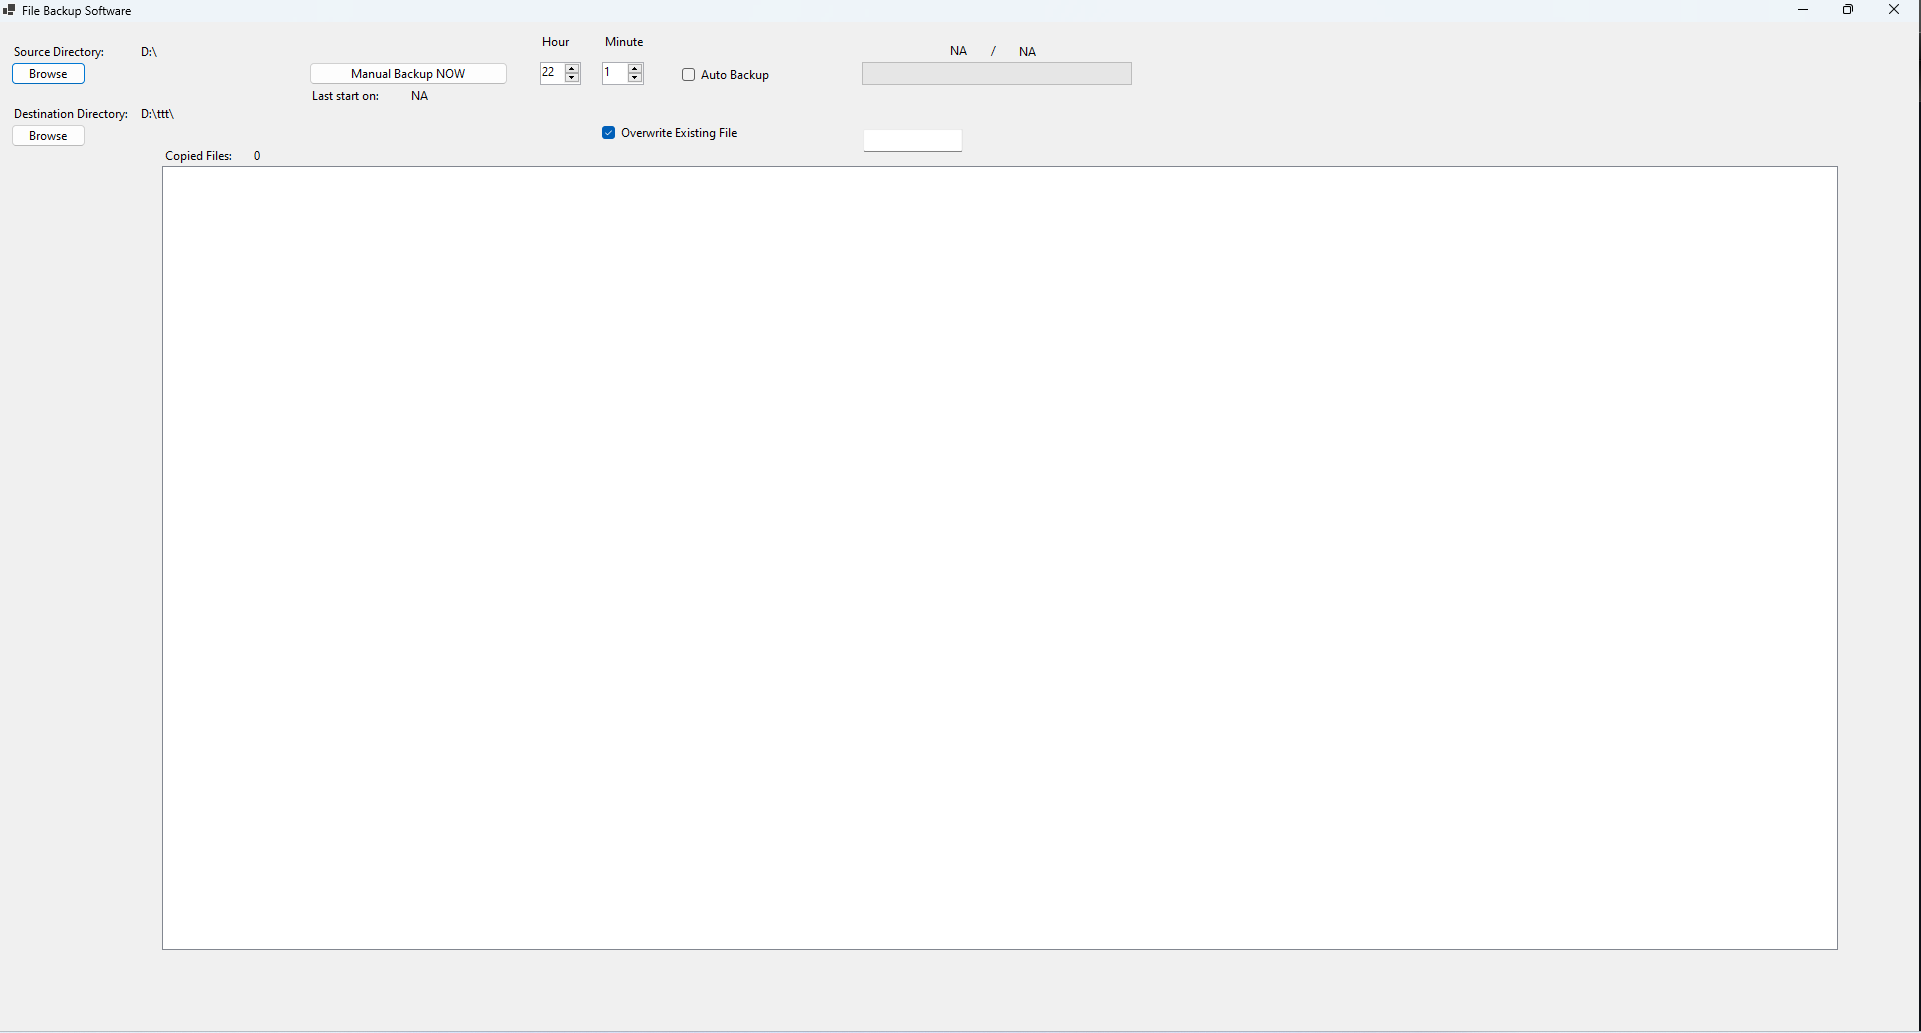 File Backup Software
Hour Minute
Source Directory: D:\ NA / NA
Browse Manual Backup NOW 22 1 Auto Backup
Last start on: NA
Destination Directory: D:\ttt\
Browse Overwrite Existing File
Copied Files: 0